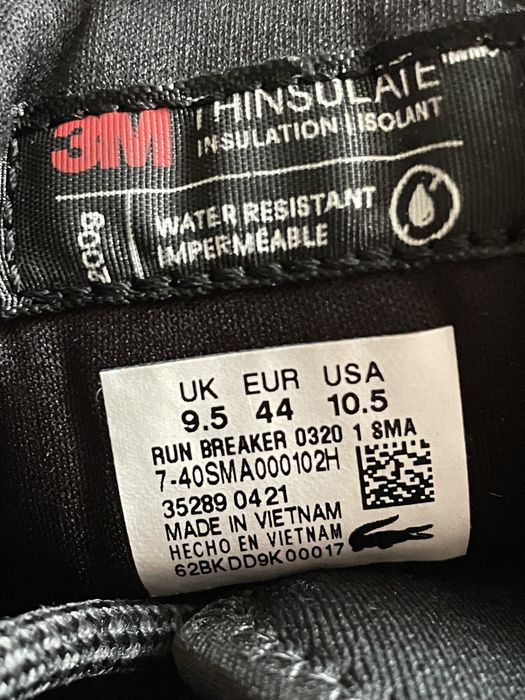 3M THINSULATE
INSULATION | ISOLANT
200g
WATER RESISTANT
IMPERMÉABLE
UK EUR USA
9.5 44 10.5
RUN BREAKER 0320 1 SMA
7-40SMA000102H
35289 0421
MADE IN VIETNAM
HECHO EN VIETNAM
62BKDD9K00017